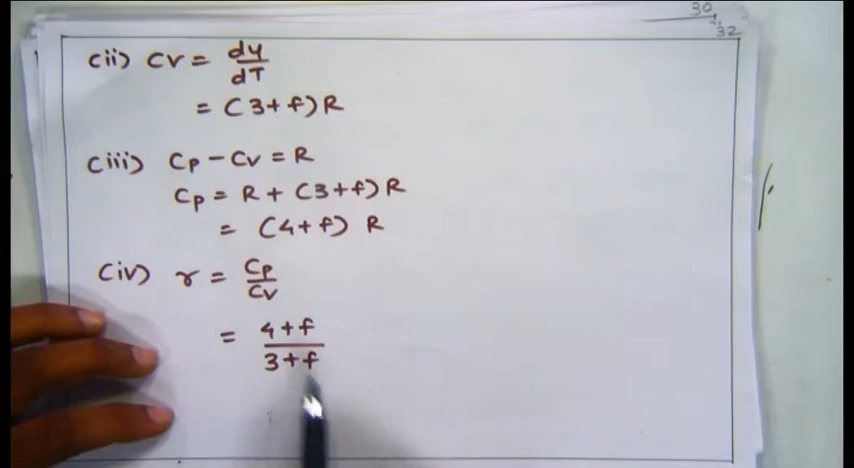 30
32
(ii) Cv = du/dT
= (3+f)R
(iii) Cp - Cv = R
Cp = R + (3+f)R
= (4+f) R
(iv) γ = Cp/Cv
= 4+f/3+f